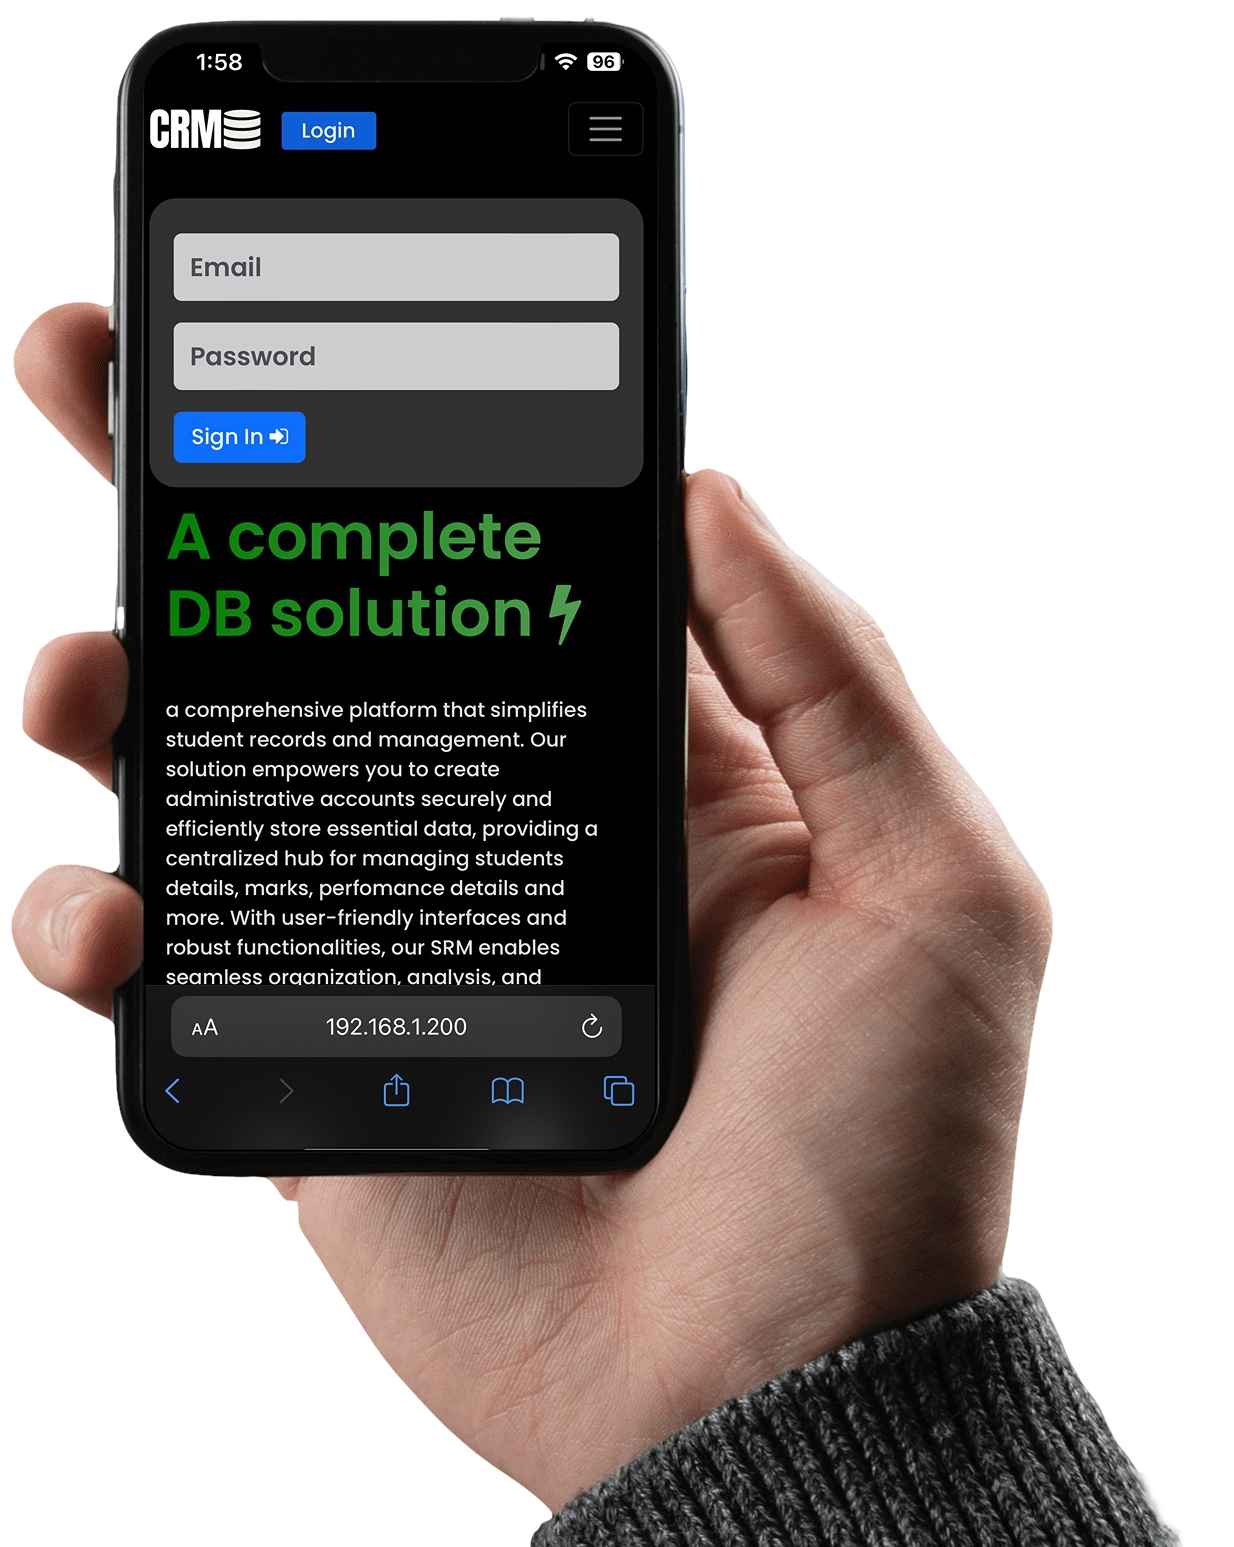 1:58
96
CRM
Login
Email
Password
Sign In
A complete
DB solution
a comprehensive platform that simplifies
student records and management. Our
solution empowers you to create
administrative accounts securely and
efficiently store essential data, providing a
centralized hub for managing students
details, marks, perfomance details and
more. With user-friendly interfaces and
robust functionalities, our SRM enables
seamless organization, analysis, and
AA
192.168.1.200